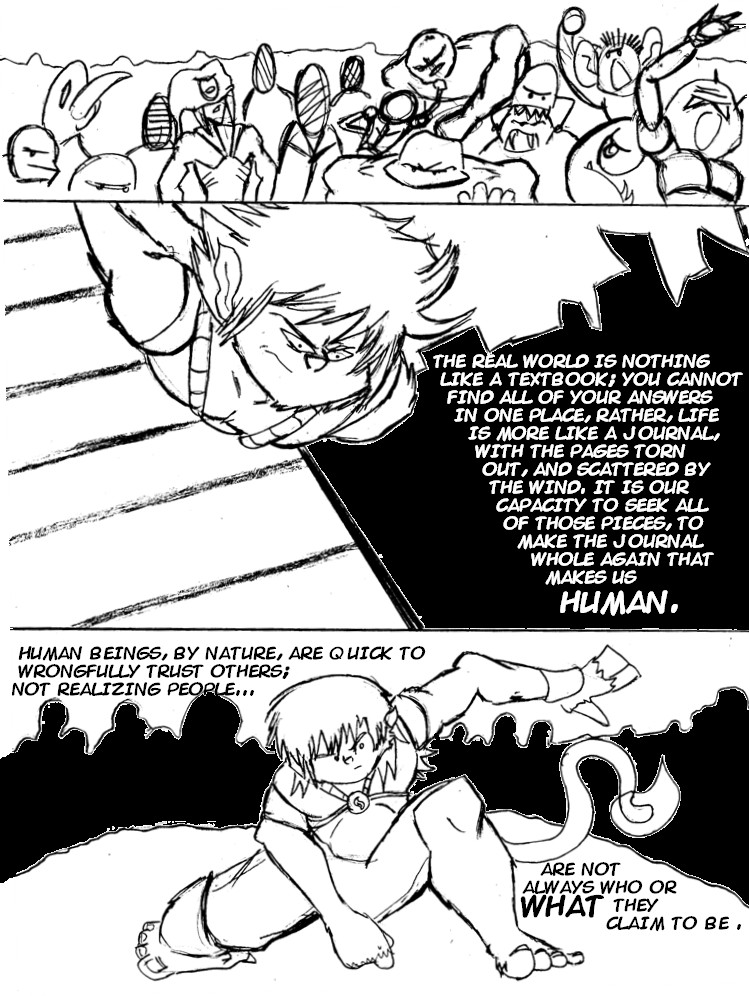 THE REAL WORLD IS NOTHING
LIKE A TEXTBOOK; YOU CANNOT
FIND ALL OF YOUR ANSWERS
IN ONE PLACE, RATHER, LIFE
IS MORE LIKE A JOURNAL,
WITH THE PAGES TORN
OUT, AND SCATTERED BY
THE WIND. IT IS OUR
CAPACITY TO SEEK ALL
OF THOSE PIECES, TO
MAKE THE JOURNAL
WHOLE AGAIN THAT
MAKES US
HUMAN.
HUMAN BEINGS, BY NATURE, ARE QUICK TO
WRONGFULLY TRUST OTHERS;
NOT REALIZING PEOPLE...
ARE NOT
ALWAYS WHO OR
WHAT THEY
CLAIM TO BE.